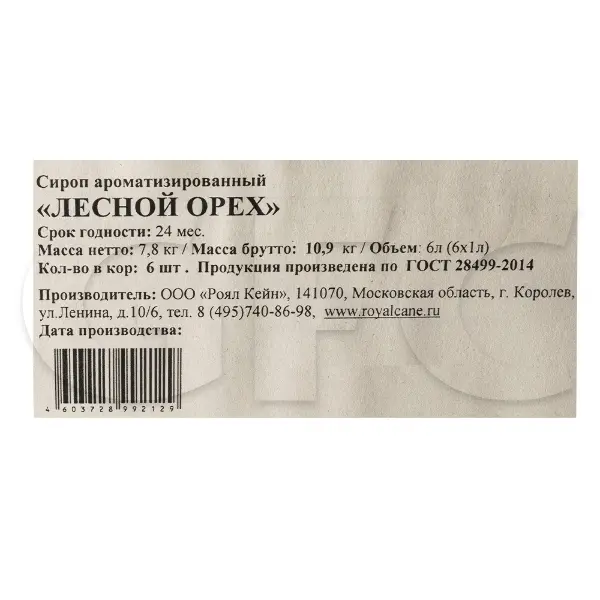 Сироп ароматизированный
«ЛЕСНОЙ ОРЕХ»
Срок годности: 24 мес.
Масса нетто: 7,8 кг / Масса брутто: 10,9 кг / Объем: 6л (6х1л)
Кол-во в кор: 6 шт . Продукция произведена по ГОСТ 28499-2014
Производитель: ООО «Роял Кейн», 141070, Московская область, г. Королев,
ул.Ленина, д.10/6, тел. 8 (495)740-86-98, www.royalcane.ru
Дата производства:
4 603728 992129